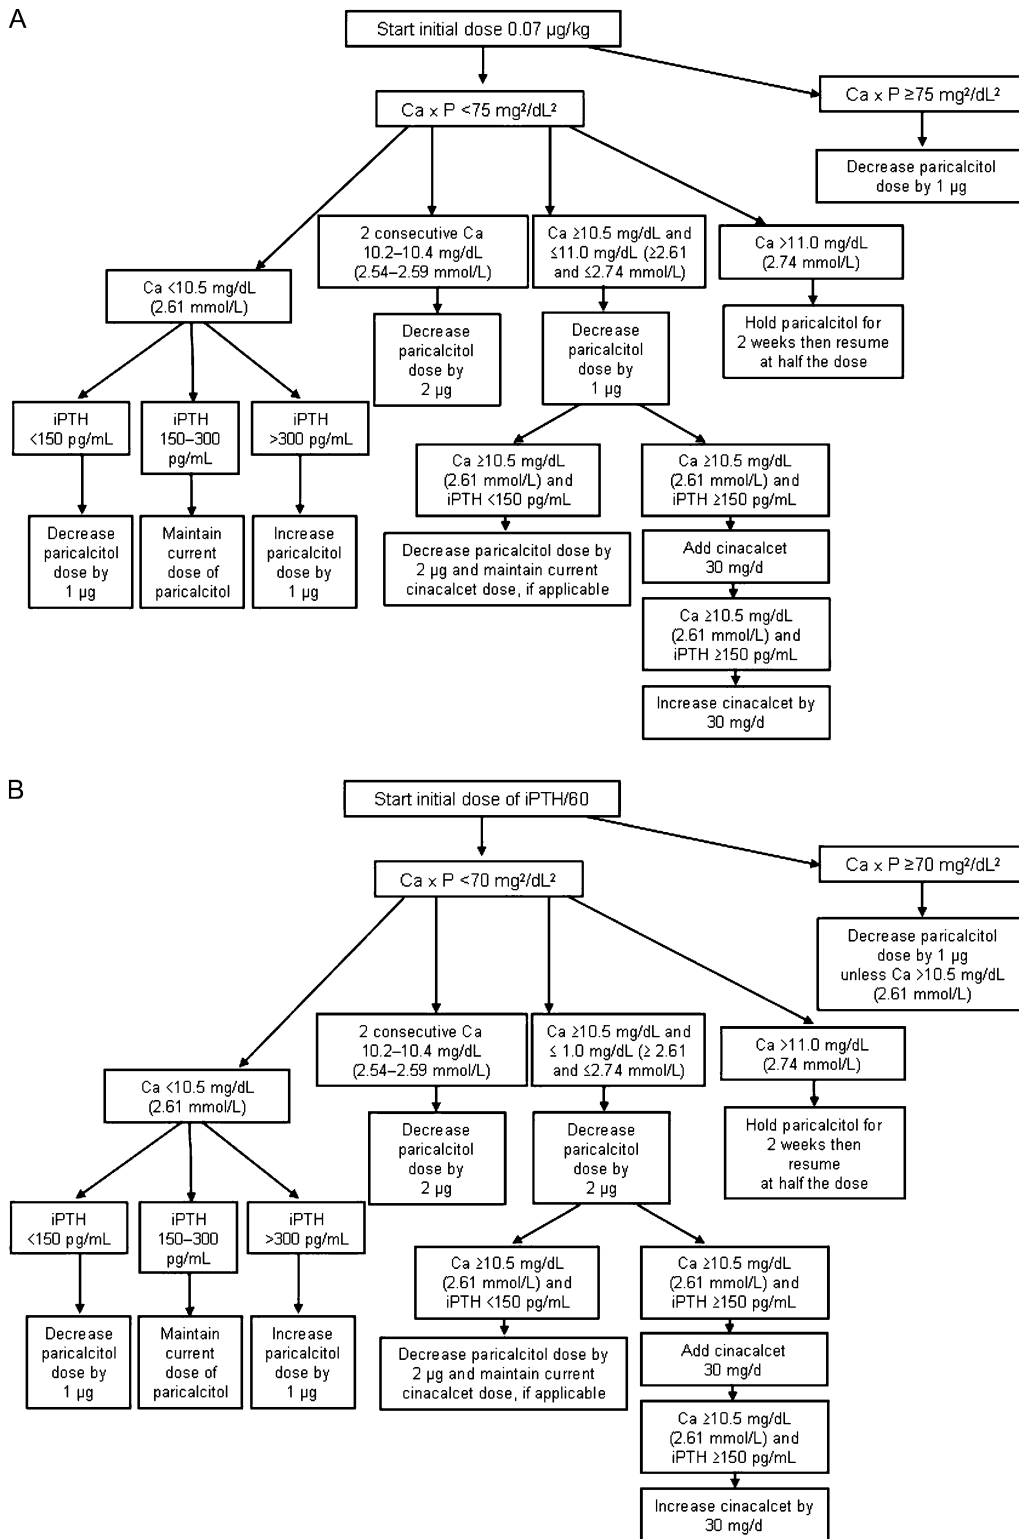 A
Start initial dose 0.07 µg/kg
Ca x P <75 mg²/dL²
Ca x P ≥75 mg²/dL²
Decrease paricalcitol
dose by 1 µg
2 consecutive Ca
10.2–10.4 mg/dL
(2.54–2.59 mmol/L)
Ca ≥10.5 mg/dL and
≤11.0 mg/dL (≥2.61
and ≤2.74 mmol/L)
Ca >11.0 mg/dL
(2.74 mmol/L)
Ca <10.5 mg/dL
(2.61 mmol/L)
Decrease
paricalcitol
dose by
2 µg
Decrease
paricalcitol
dose by
1 µg
Hold paricalcitol for
2 weeks then resume
at half the dose
iPTH
<150 pg/mL
iPTH
150–300
pg/mL
iPTH
>300 pg/mL
Ca ≥10.5 mg/dL
(2.61 mmol/L) and
iPTH <150 pg/mL
Ca ≥10.5 mg/dL
(2.61 mmol/L) and
iPTH ≥150 pg/mL
Decrease
paricalcitol
dose by
1 µg
Maintain
current
dose of
paricalcitol
Increase
paricalcitol
dose by
1 µg
Decrease paricalcitol dose by
2 µg and maintain current
cinacalcet dose, if applicable
Add cinacalcet
30 mg/d
Ca ≥10.5 mg/dL
(2.61 mmol/L) and
iPTH ≥150 pg/mL
Increase cinacalcet by
30 mg/d
B
Start initial dose of iPTH/60
Ca x P <70 mg²/dL²
Ca x P ≥70 mg²/dL²
Decrease paricalcitol
dose by 1 µg
unless Ca >10.5 mg/dL
(2.61 mmol/L)
2 consecutive Ca
10.2–10.4 mg/dL
(2.54–2.59 mmol/L)
Ca ≥10.5 mg/dL and
≤ 1.0 mg/dL (≥ 2.61
and ≤2.74 mmol/L)
Ca >11.0 mg/dL
(2.74 mmol/L)
Ca <10.5 mg/dL
(2.61 mmol/L)
Decrease
paricalcitol
dose by
2 µg
Decrease
paricalcitol
dose by
2 µg
Hold paricalcitol for
2 weeks then
resume
at half the dose
iPTH
<150 pg/mL
iPTH
150–300
pg/mL
iPTH
>300 pg/mL
Ca ≥10.5 mg/dL
(2.61 mmol/L) and
iPTH <150 pg/mL
Ca ≥10.5 mg/dL
(2.61 mmol/L) and
iPTH ≥150 pg/mL
Decrease
paricalcitol
dose by
1 µg
Maintain
current
dose of
paricalcitol
Increase
paricalcitol
dose by
1 µg
Decrease paricalcitol dose by
2 µg and maintain current
cinacalcet dose, if applicable
Add cinacalcet
30 mg/d
Ca ≥10.5 mg/dL
(2.61 mmol/L) and
iPTH ≥150 pg/mL
Increase cinacalcet by
30 mg/d